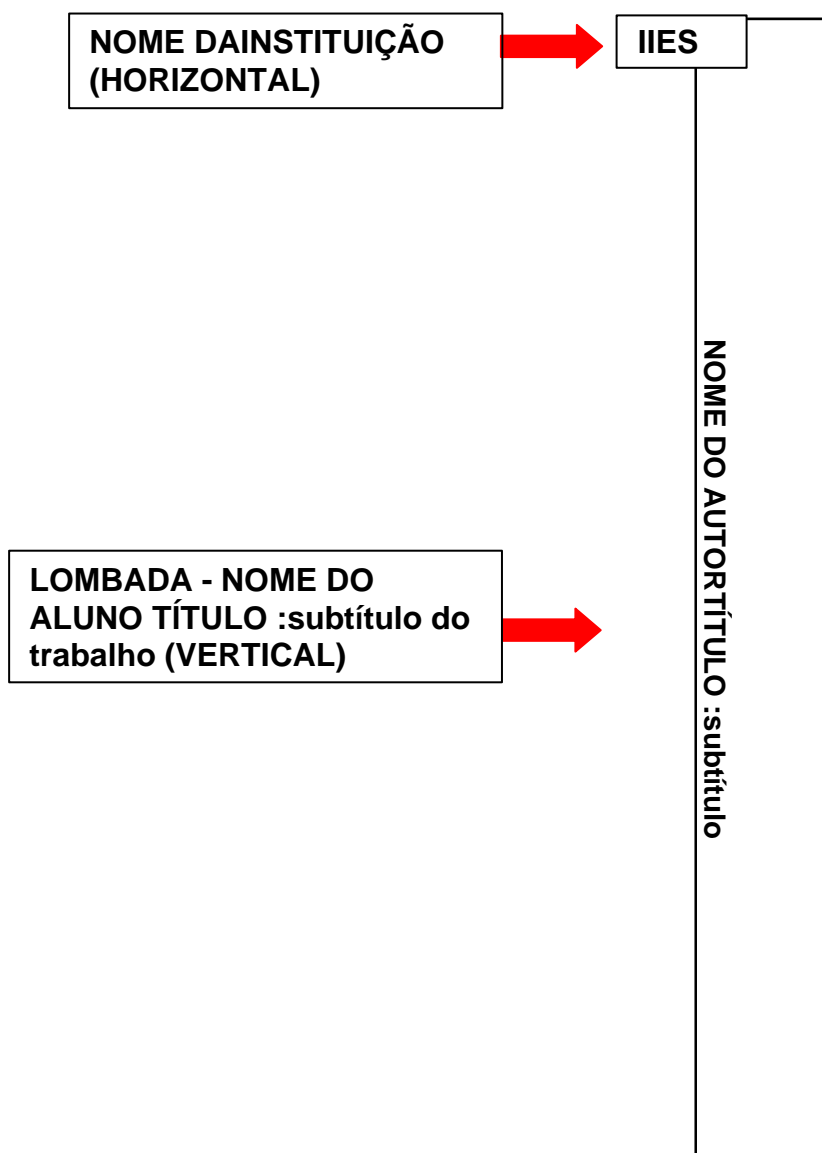 NOME DAINSTITUIÇÃO
(HORIZONTAL)
IIES
NOME DO AUTORTÍTULO :subtítulo
LOMBADA - NOME DO
ALUNO TÍTULO :subtítulo do
trabalho (VERTICAL)